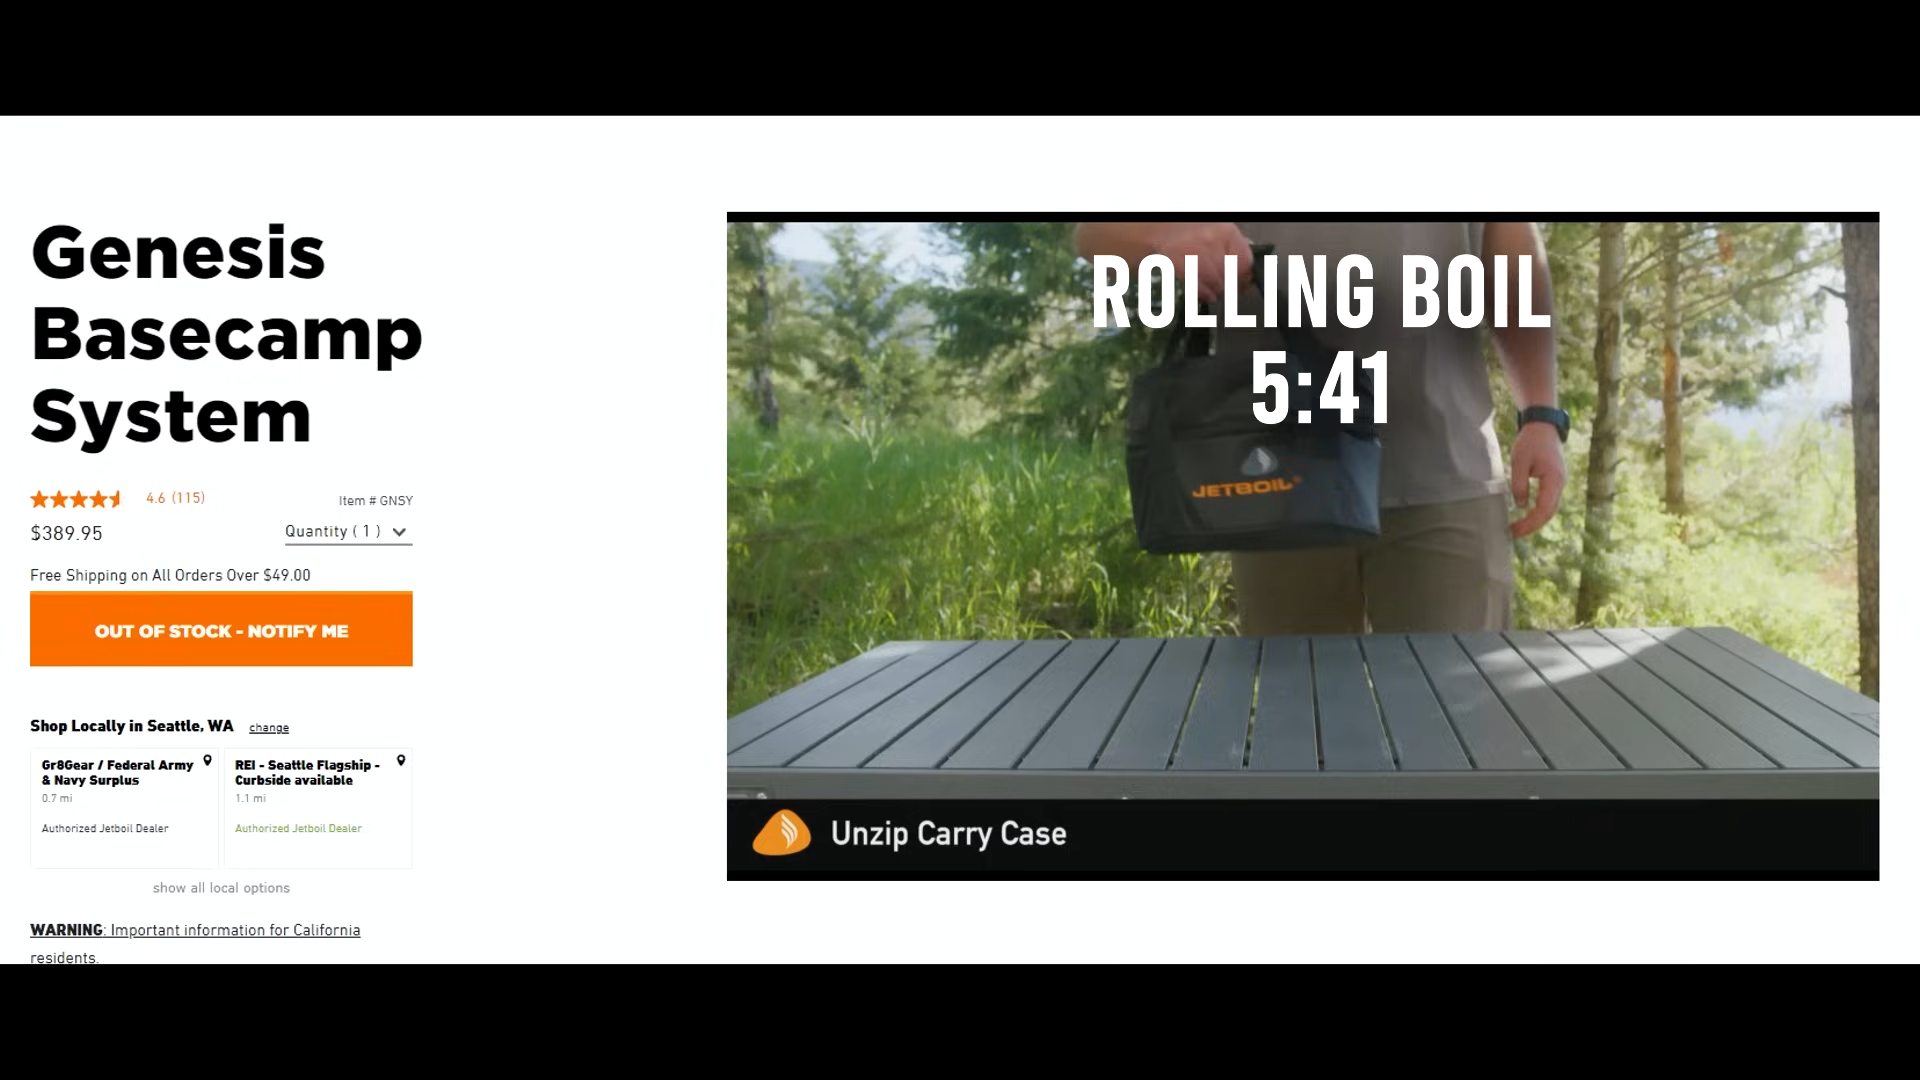 Genesis
Basecamp
System
4.6 (115)
Item # GNSY
$389.95
Quantity ( 1 )
Free Shipping on All Orders Over $49.00
OUT OF STOCK - NOTIFY ME
Shop Locally in Seattle, WA change
Gr8Gear / Federal Army
& Navy Surplus
0.7 mi
Authorized Jetboil Dealer
REI - Seattle Flagship -
Curbside available
1.1 mi
Authorized Jetboil Dealer
show all local options
WARNING: Important information for California
residents.
ROLLING BOIL
5:41
JETBOIL
Unzip Carry Case